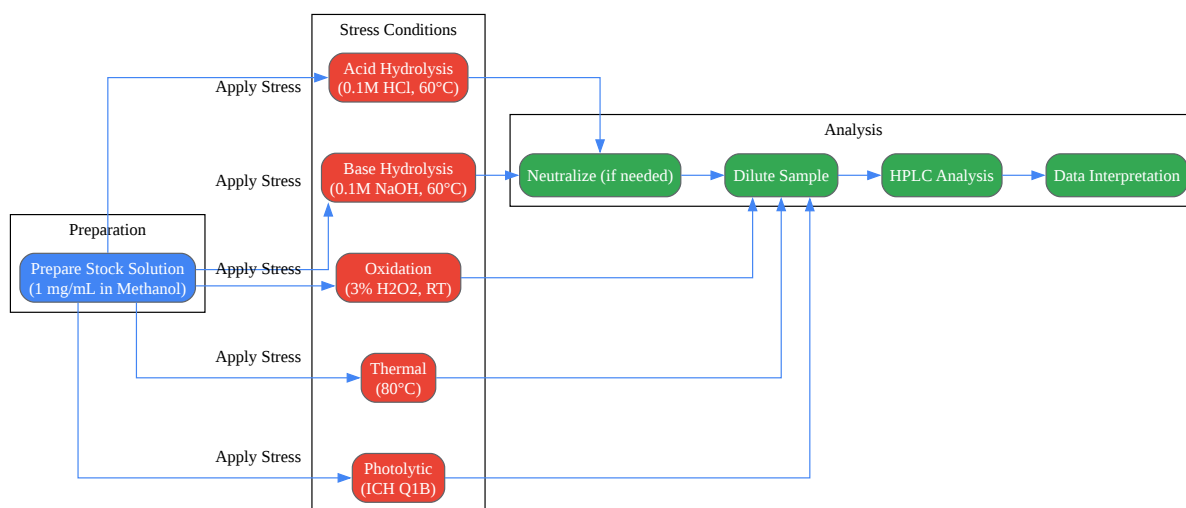 Stress Conditions
Acid Hydrolysis
(0.1M HCl, 60°C)
Apply Stress
Analysis
Base Hydrolysis
(0.1M NaOH, 60°C)
Apply Stress
Neutralize (if needed)
Dilute Sample
HPLC Analysis
Data Interpretation
Preparation
Prepare Stock Solution
(1 mg/mL in Methanol)
Apply Stress
Oxidation
(3% H2O2, RT)
Apply Stress
Thermal
(80°C)
Apply Stress
Photolytic
(ICH Q1B)